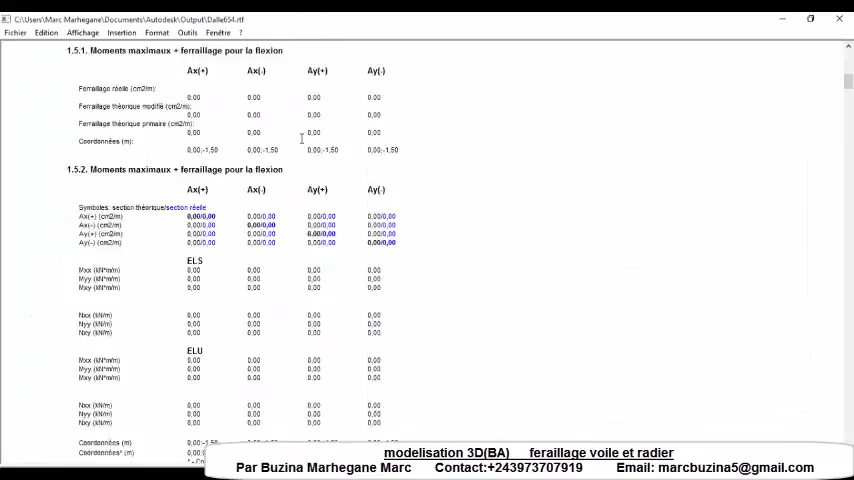 C:\Users\Marc Marhegane\Documents\Autodesk\Output\Dalle654.rtf
Fichier Edition Affichage Insertion Format Outils Fenêtre ?
1.5.1. Moments maximaux + ferraillage pour la flexion
Ax(+) Ax(-) Ay(+) Ay(-)
Ferraillage réelle (cm2/m):
0,00 0,00 0,00 0,00
Ferraillage théorique modifié (cm2/m):
0,00 0,00 0,00 0,00
Ferraillage théorique primaire (cm2/m):
0,00 0,00 0,00 0,00
Coordonnées (m):
0,00;-1,50 0,00;-1,50 0,00;-1,50 0,00;-1,50
1.5.2. Moments maximaux + ferraillage pour la flexion
Ax(+) Ax(-) Ay(+) Ay(-)
Symboles: section théorique/section réelle
Ax(+) (cm2/m) 0,00/0,00 0,00/0,00 0,00/0,00 0,00/0,00
Ax(-) (cm2/m) 0,00/0,00 0,00/0,00 0,00/0,00 0,00/0,00
Ay(+) (cm2/m) 0,00/0,00 0,00/0,00 0,00/0,00 0,00/0,00
Ay(-) (cm2/m) 0,00/0,00 0,00/0,00 0,00/0,00 0,00/0,00
ELS
Mxx (kN*m/m) 0,00 0,00 0,00 0,00
Myy (kN*m/m) 0,00 0,00 0,00 0,00
Mxy (kN*m/m) 0,00 0,00 0,00 0,00
Nxx (kN/m) 0,00 0,00 0,00 0,00
Nyy (kN/m) 0,00 0,00 0,00 0,00
Nxy (kN/m) 0,00 0,00 0,00 0,00
ELU
Mxx (kN*m/m) 0,00 0,00 0,00 0,00
Myy (kN*m/m) 0,00 0,00 0,00 0,00
Mxy (kN*m/m) 0,00 0,00 0,00 0,00
Nxx (kN/m) 0,00 0,00 0,00 0,00
Nyy (kN/m) 0,00 0,00 0,00 0,00
Nxy (kN/m) 0,00 0,00 0,00 0,00
Coordonnées (m)
Coordonnées* (m)
modelisation 3D(BA) feraillage voile et radier
Par Buzina Marhegane Marc Contact:+243973707919 Email: marcbuzina5@gmail.com